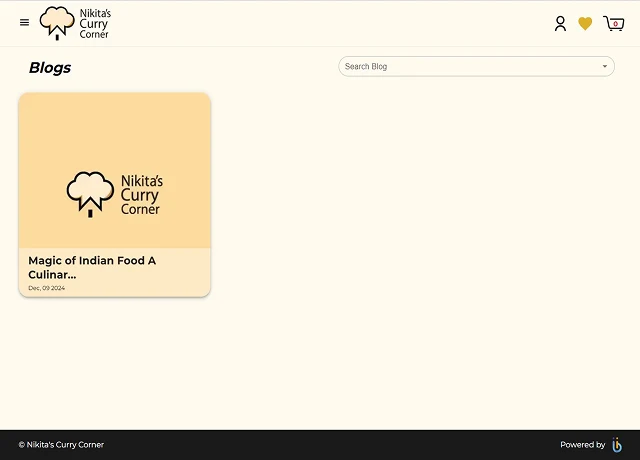 Nikita's
Curry
Corner
0
Blogs
Search Blog
Nikita's
Curry
Corner
Magic of Indian Food A
Culinar...
Dec, 09 2024
© Nikita's Curry Corner
Powered by